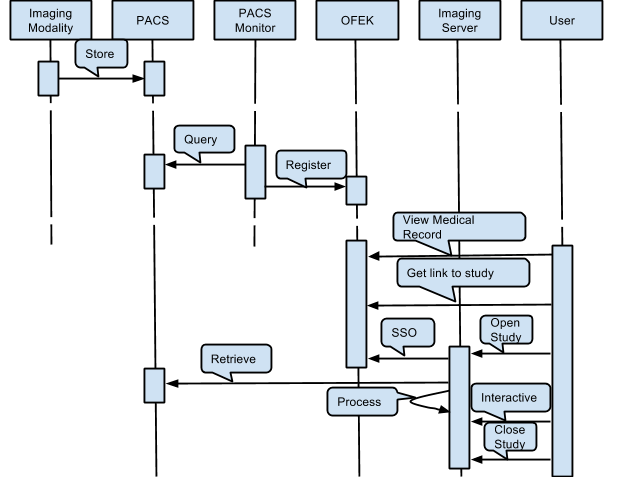 Imaging
Modality
PACS
PACS
Monitor
OFEK
Imaging
Server
User
Store
Query
Register
View Medical
Record
Get link to study
SSO
Open
Study
Retrieve
Process
Interactive
Close
Study